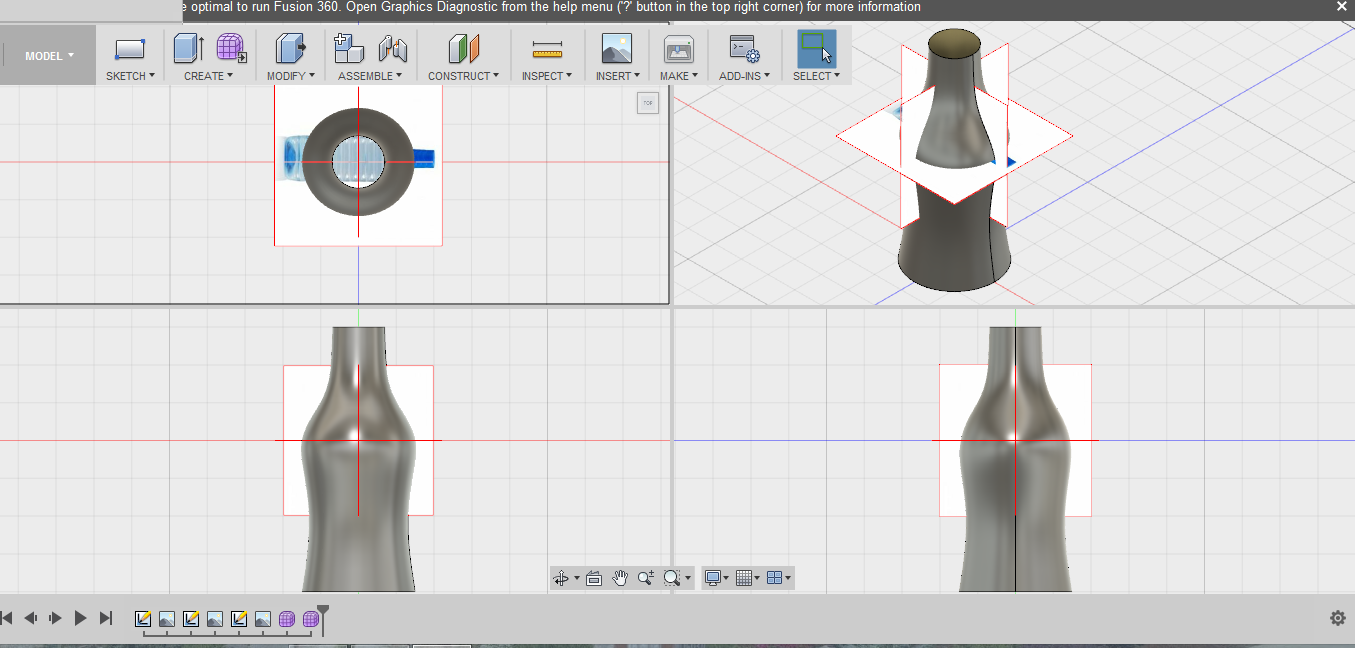 e optimal to run Fusion 360. Open Graphics Diagnostic from the help menu ('?' button in the top right corner) for more information
MODEL
SKETCH CREATE MODIFY ASSEMBLE CONSTRUCT INSPECT INSERT MAKE ADD-INS SELECT
TOP